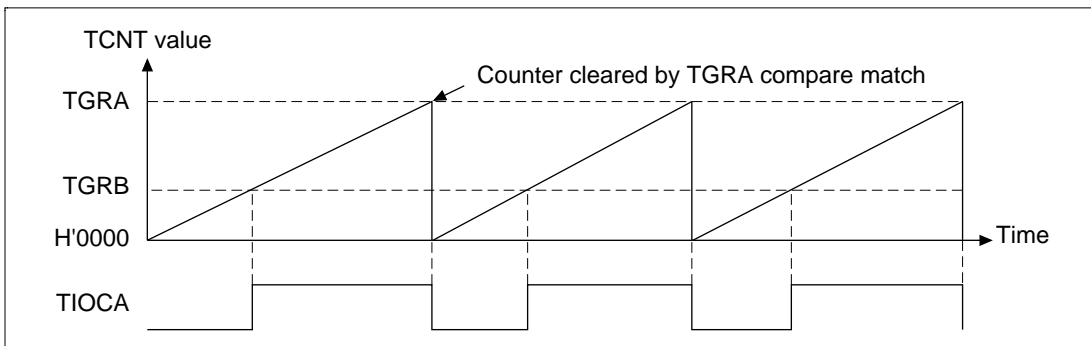 TCNT value
Counter cleared by TGRA compare match
TGRA
TGRB
H'0000
Time
TIOCA